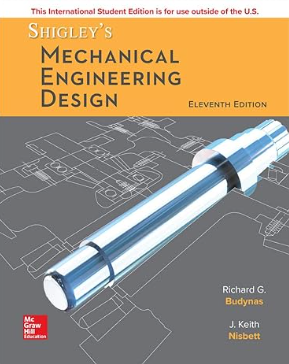 This International Student Edition is for use outside of the U.S.
SHIGLEY'S
MECHANICAL
ENGINEERING
DESIGN
ELEVENTH EDITION
Richard G.
Budynas
J. Keith
Nisbett
Mc
Graw
Hill
Education